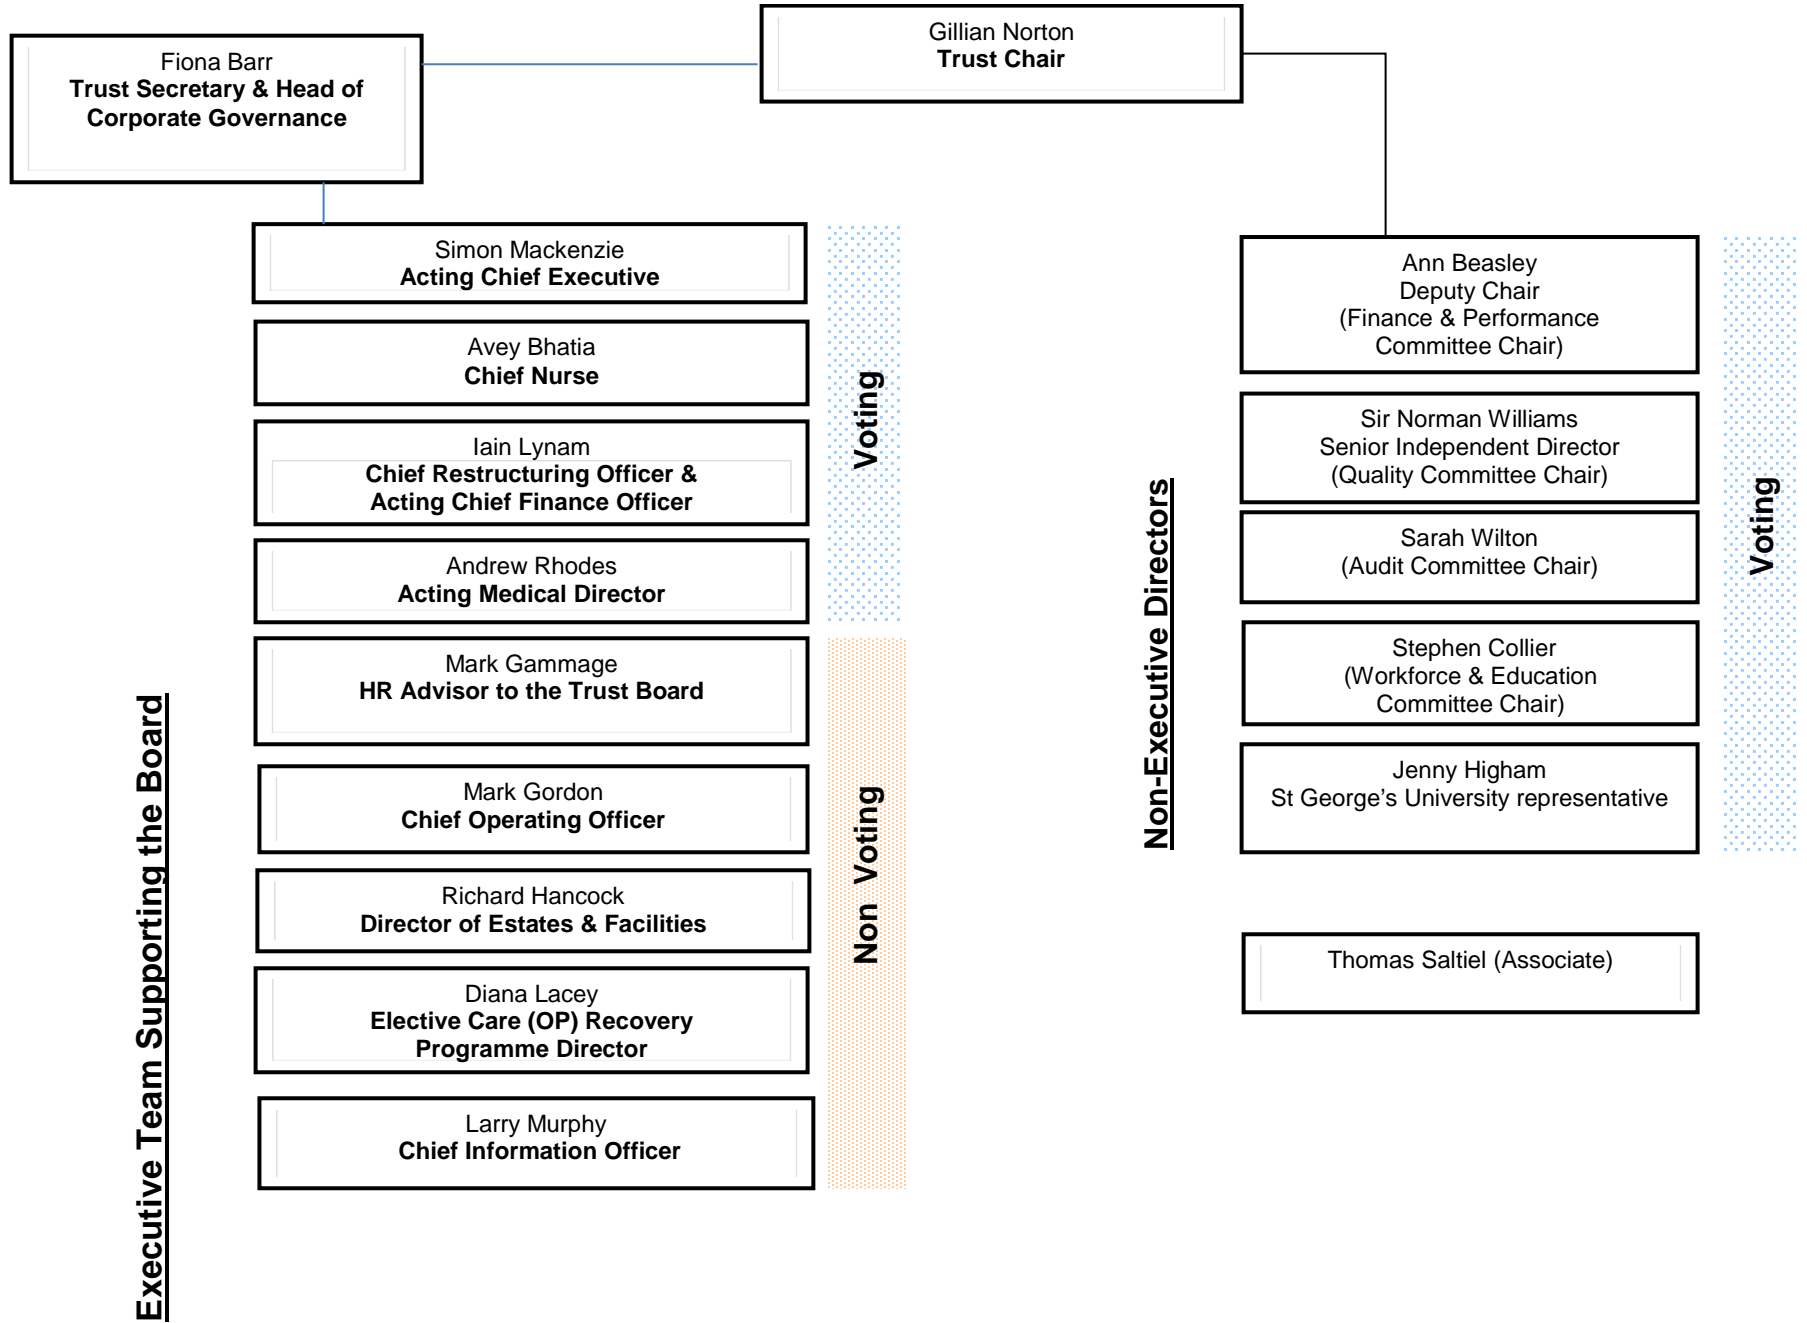 Gillian Norton
Trust Chair
Fiona Barr
Trust Secretary & Head of
Corporate Governance
Executive Team Supporting the Board
Simon Mackenzie
Acting Chief Executive
Avey Bhatia
Chief Nurse
Iain Lynam
Chief Restructuring Officer &
Acting Chief Finance Officer
Andrew Rhodes
Acting Medical Director
Voting
Mark Gammage
HR Advisor to the Trust Board
Mark Gordon
Chief Operating Officer
Richard Hancock
Director of Estates & Facilities
Diana Lacey
Elective Care (OP) Recovery
Programme Director
Larry Murphy
Chief Information Officer
Non Voting
Non-Executive Directors
Ann Beasley
Deputy Chair
(Finance & Performance
Committee Chair)
Sir Norman Williams
Senior Independent Director
(Quality Committee Chair)
Sarah Wilton
(Audit Committee Chair)
Stephen Collier
(Workforce & Education
Committee Chair)
Jenny Higham
St George’s University representative
Voting
Thomas Saltiel (Associate)